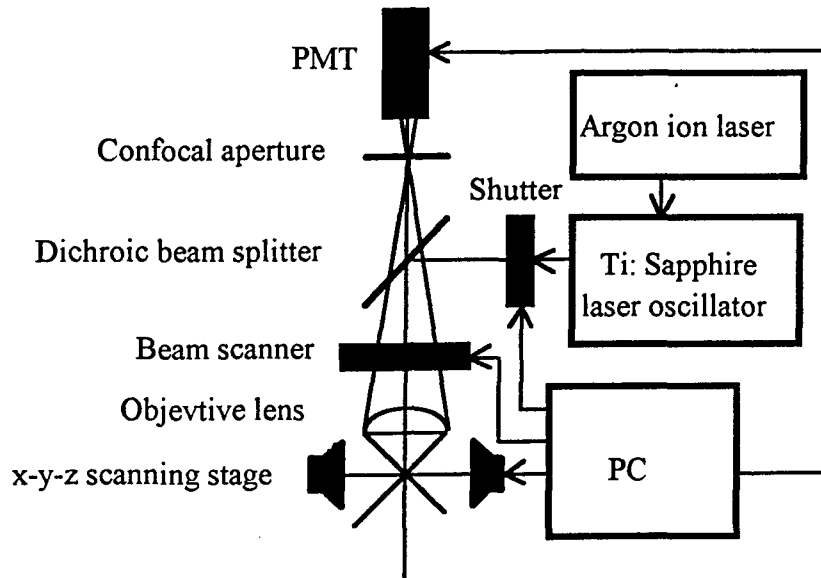 PMT
Argon ion laser
Confocal aperture
Shutter
Dichroic beam splitter
Ti: Sapphire
laser oscillator
Beam scanner
Objevtive lens
x-y-z scanning stage
PC